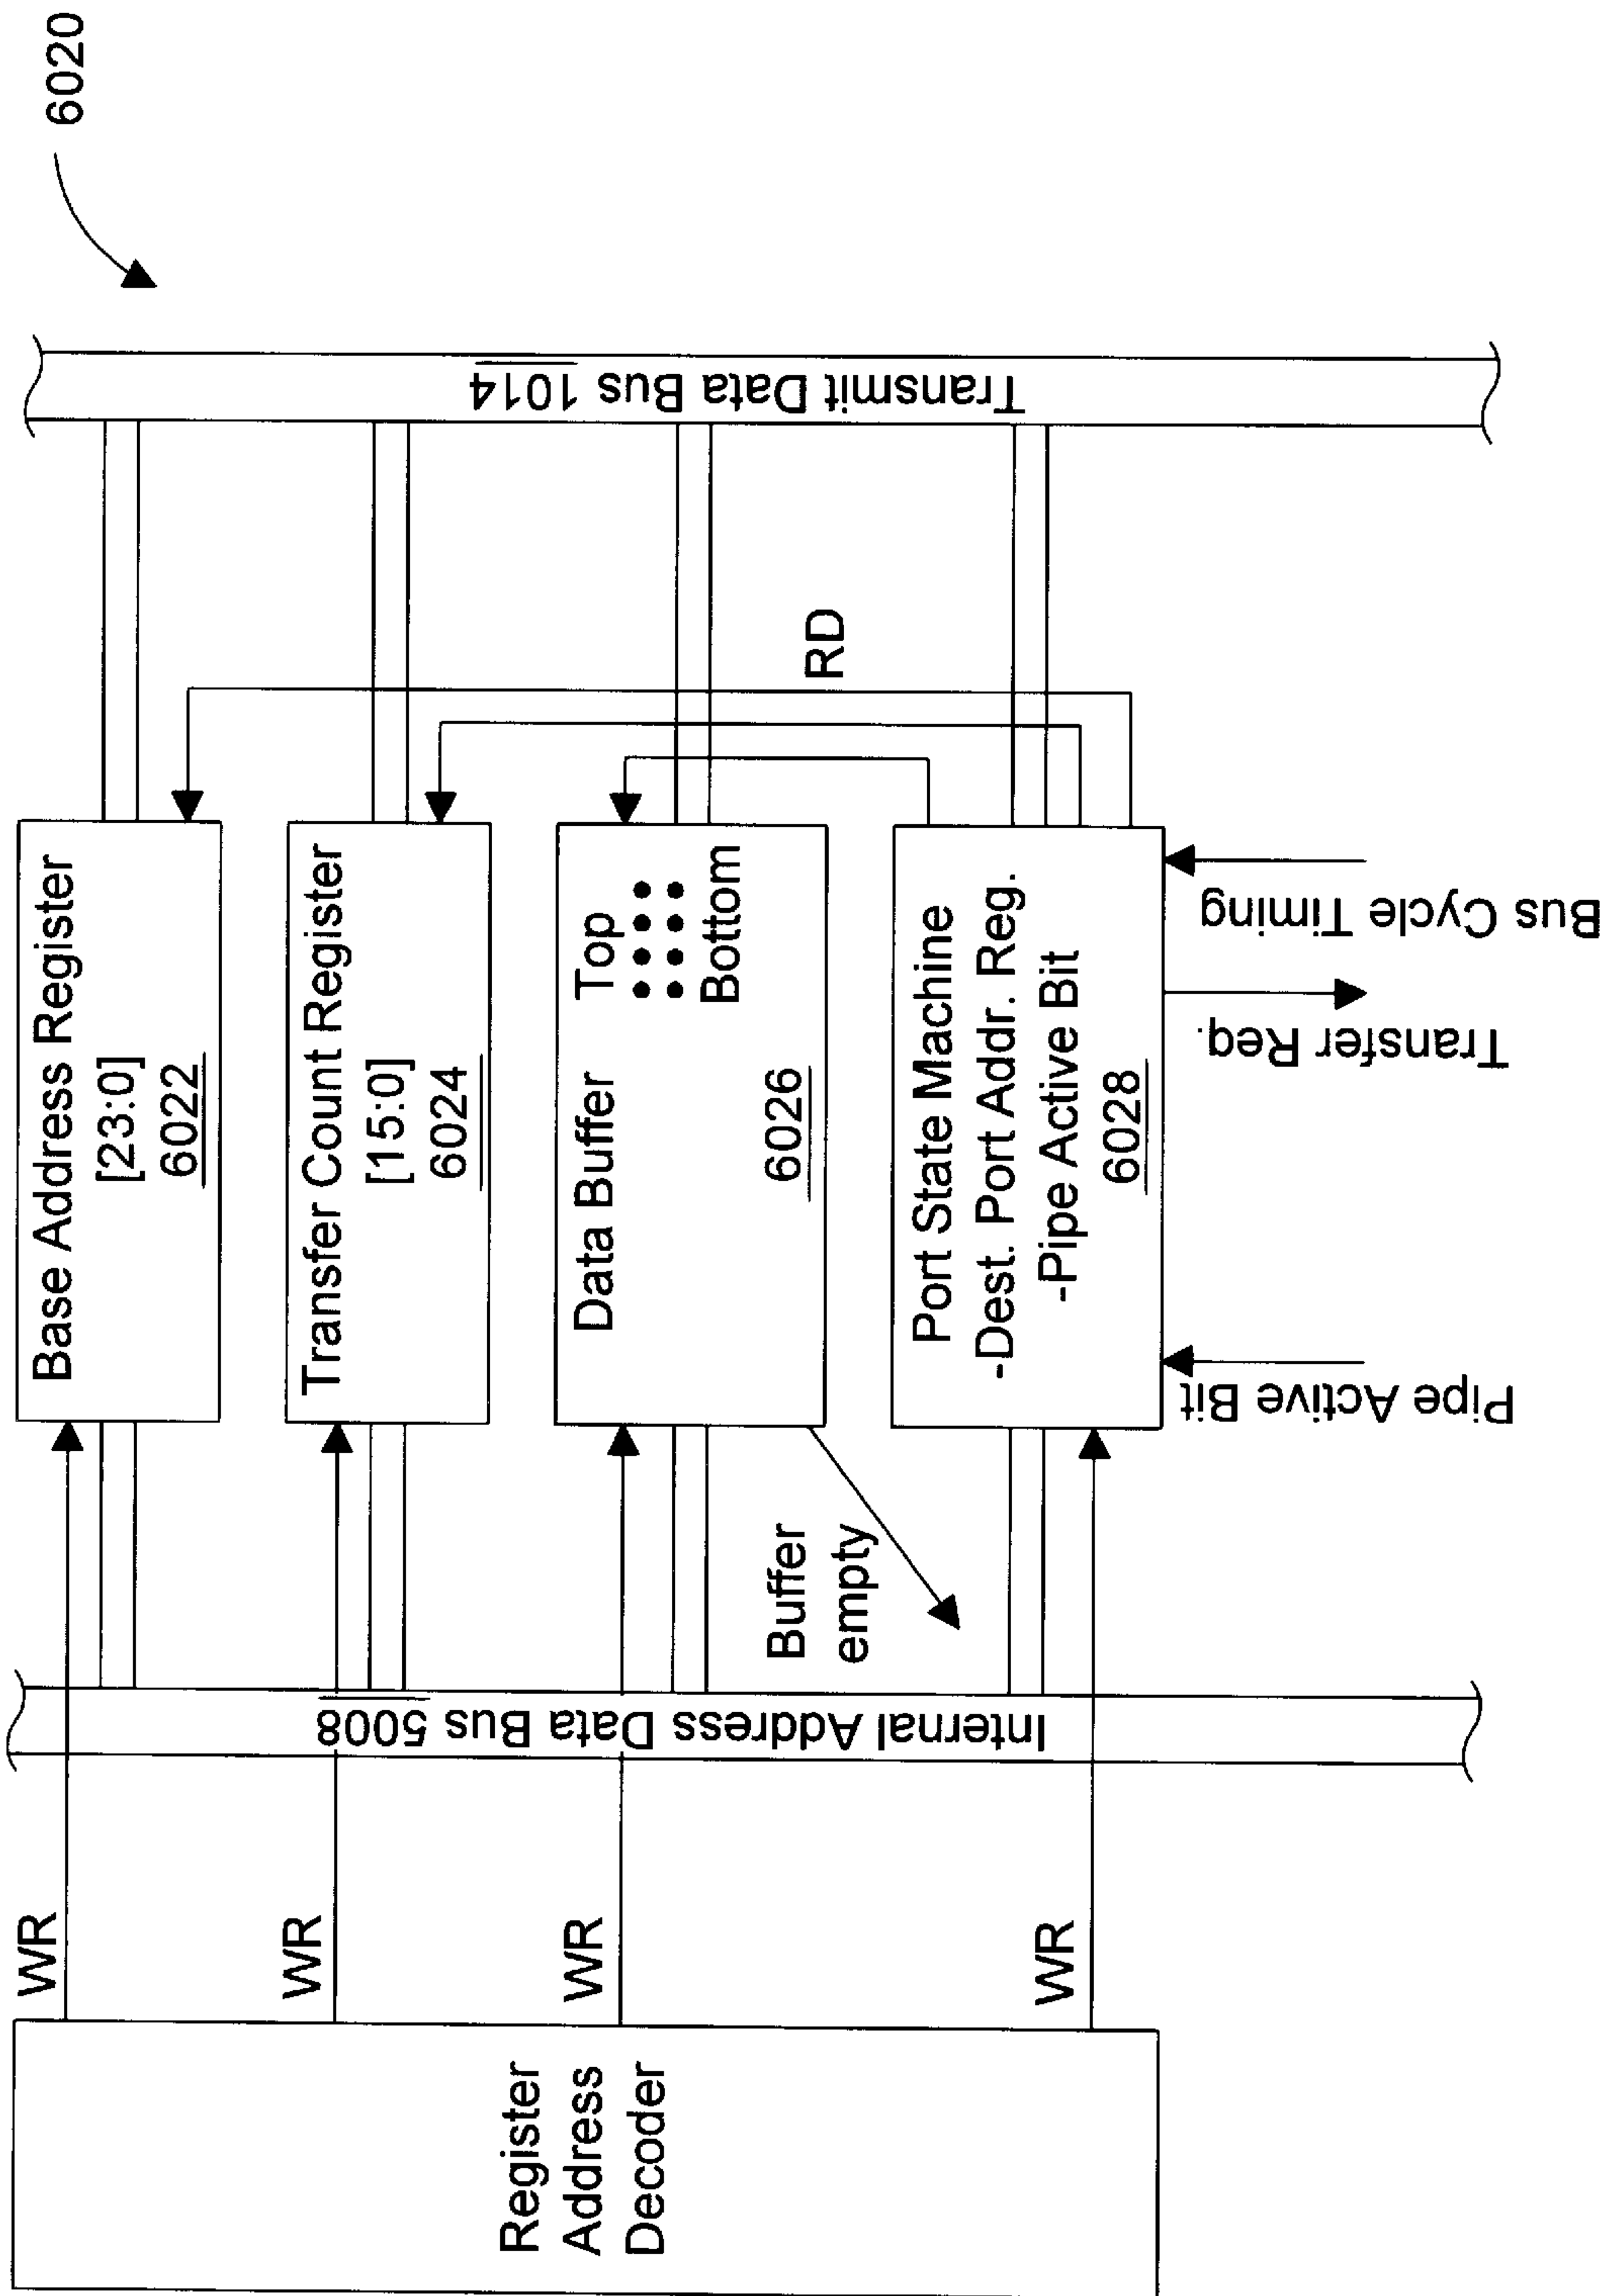 6020
WR
WR
WR
WR
Register
Address
Decoder
Internal Address Data Bus 5008
Base Address Register
[23:0]
6022
Transfer Count Register
[15:0]
6024
Data Buffer Top
Bottom
6026
Buffer
empty
Port State Machine
-Dest. Port Addr. Reg.
-Pipe Active Bit
6028
RD
Transmit Data Bus 1014
Pipe Active Bit
Transfer Req.
Bus Cycle Timing